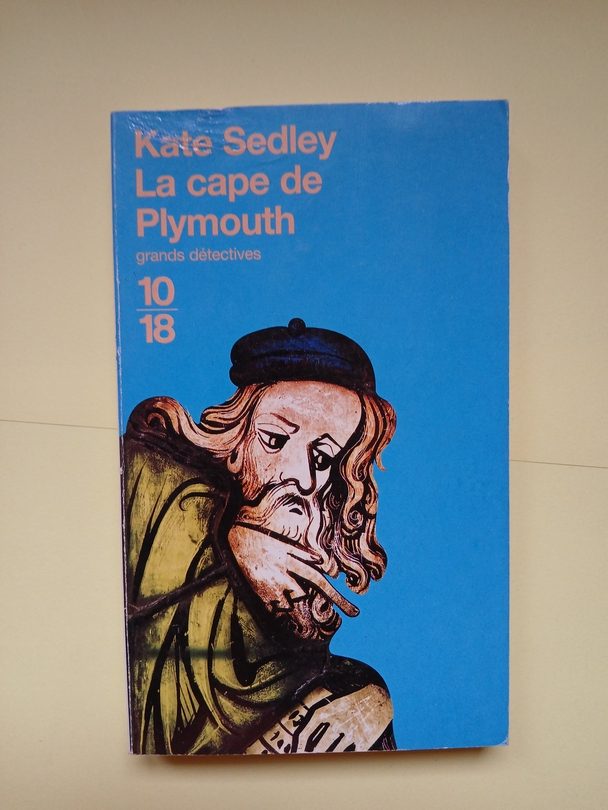 Kate Sedley
La cape de
Plymouth
grands détectives
10
18